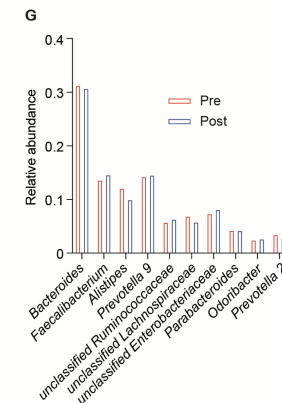 G
Relative abundance
0.4
0.3
0.2
0.1
0
Pre
Post
Bacteroides
Faecalibacterium
Alistipes
Prevotella 9
unclassified Ruminococcaceae
unclassified Lachnospiraceae
unclassified Enterobacteriaceae
Parabacteroides
Odoribacter
Prevotella 2